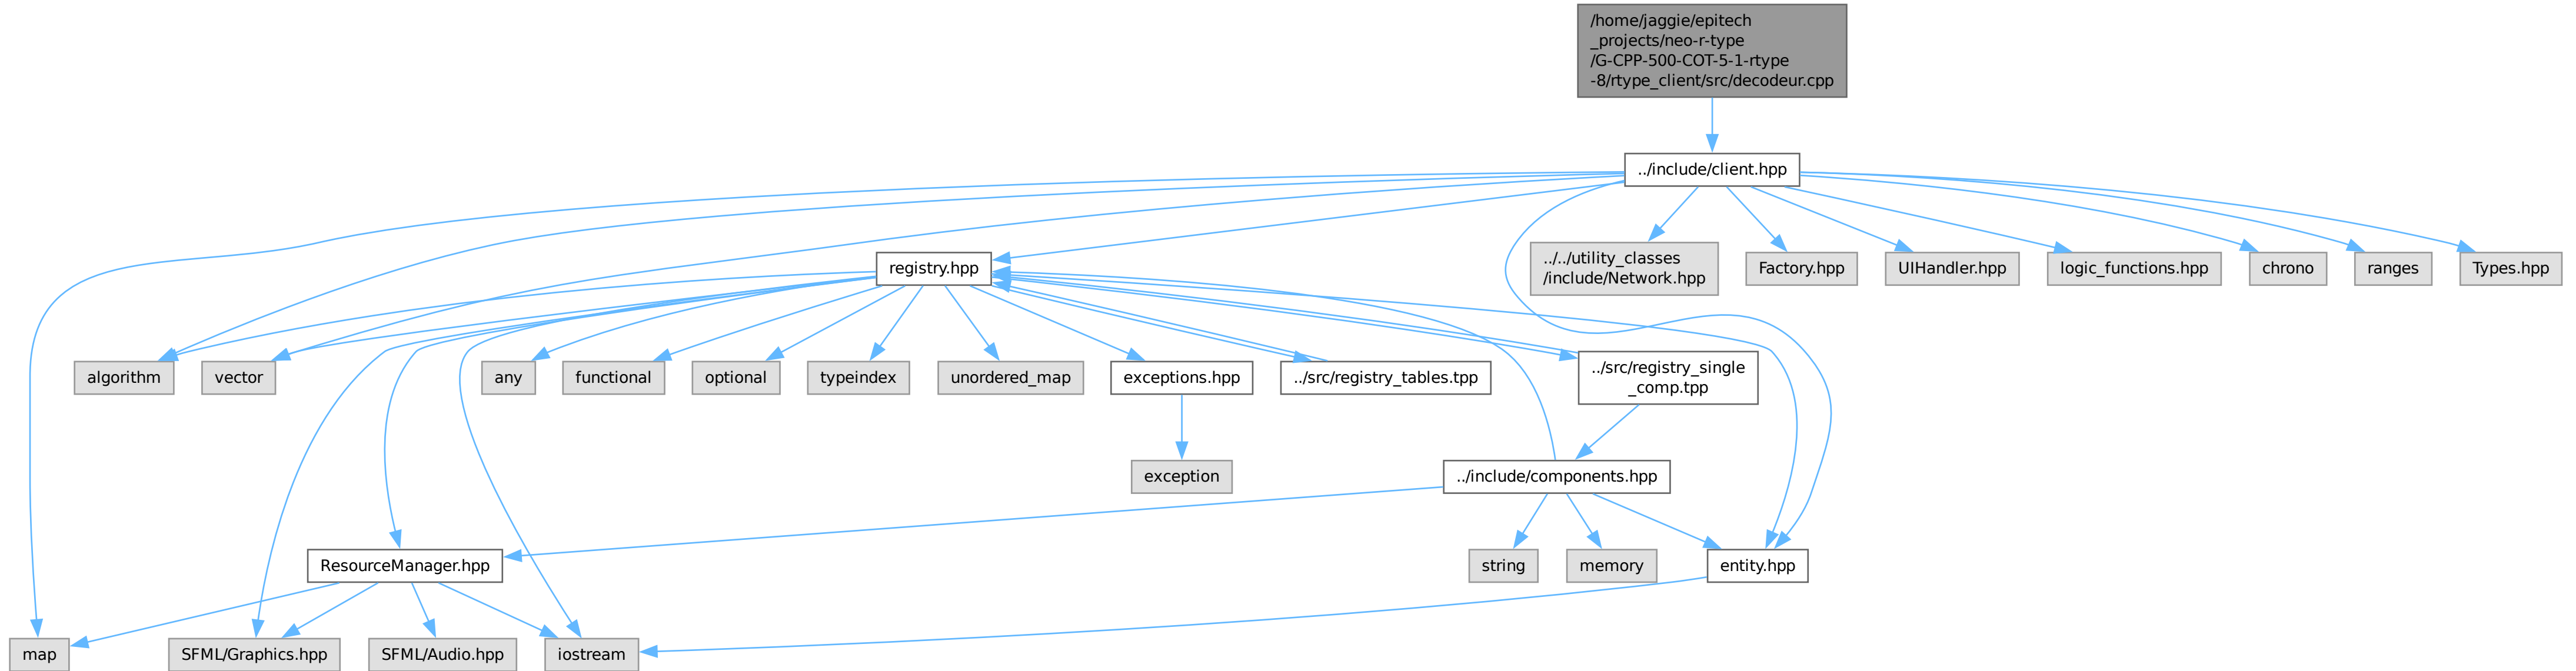 /home/jaggie/epitech
_projects/neo-r-type
/G-CPP-500-COT-5-1-rtype
-8/rtype_client/src/decodeur.cpp
../include/client.hpp
registry.hpp
../../utility_classes
/include/Network.hpp
Factory.hpp
UIHandler.hpp
logic_functions.hpp
chrono
ranges
Types.hpp
algorithm
vector
any
functional
optional
typeindex
unordered_map
exceptions.hpp
../src/registry_tables.tpp
../src/registry_single
_comp.tpp
exception
../include/components.hpp
ResourceManager.hpp
string
memory
entity.hpp
map
SFML/Graphics.hpp
SFML/Audio.hpp
iostream